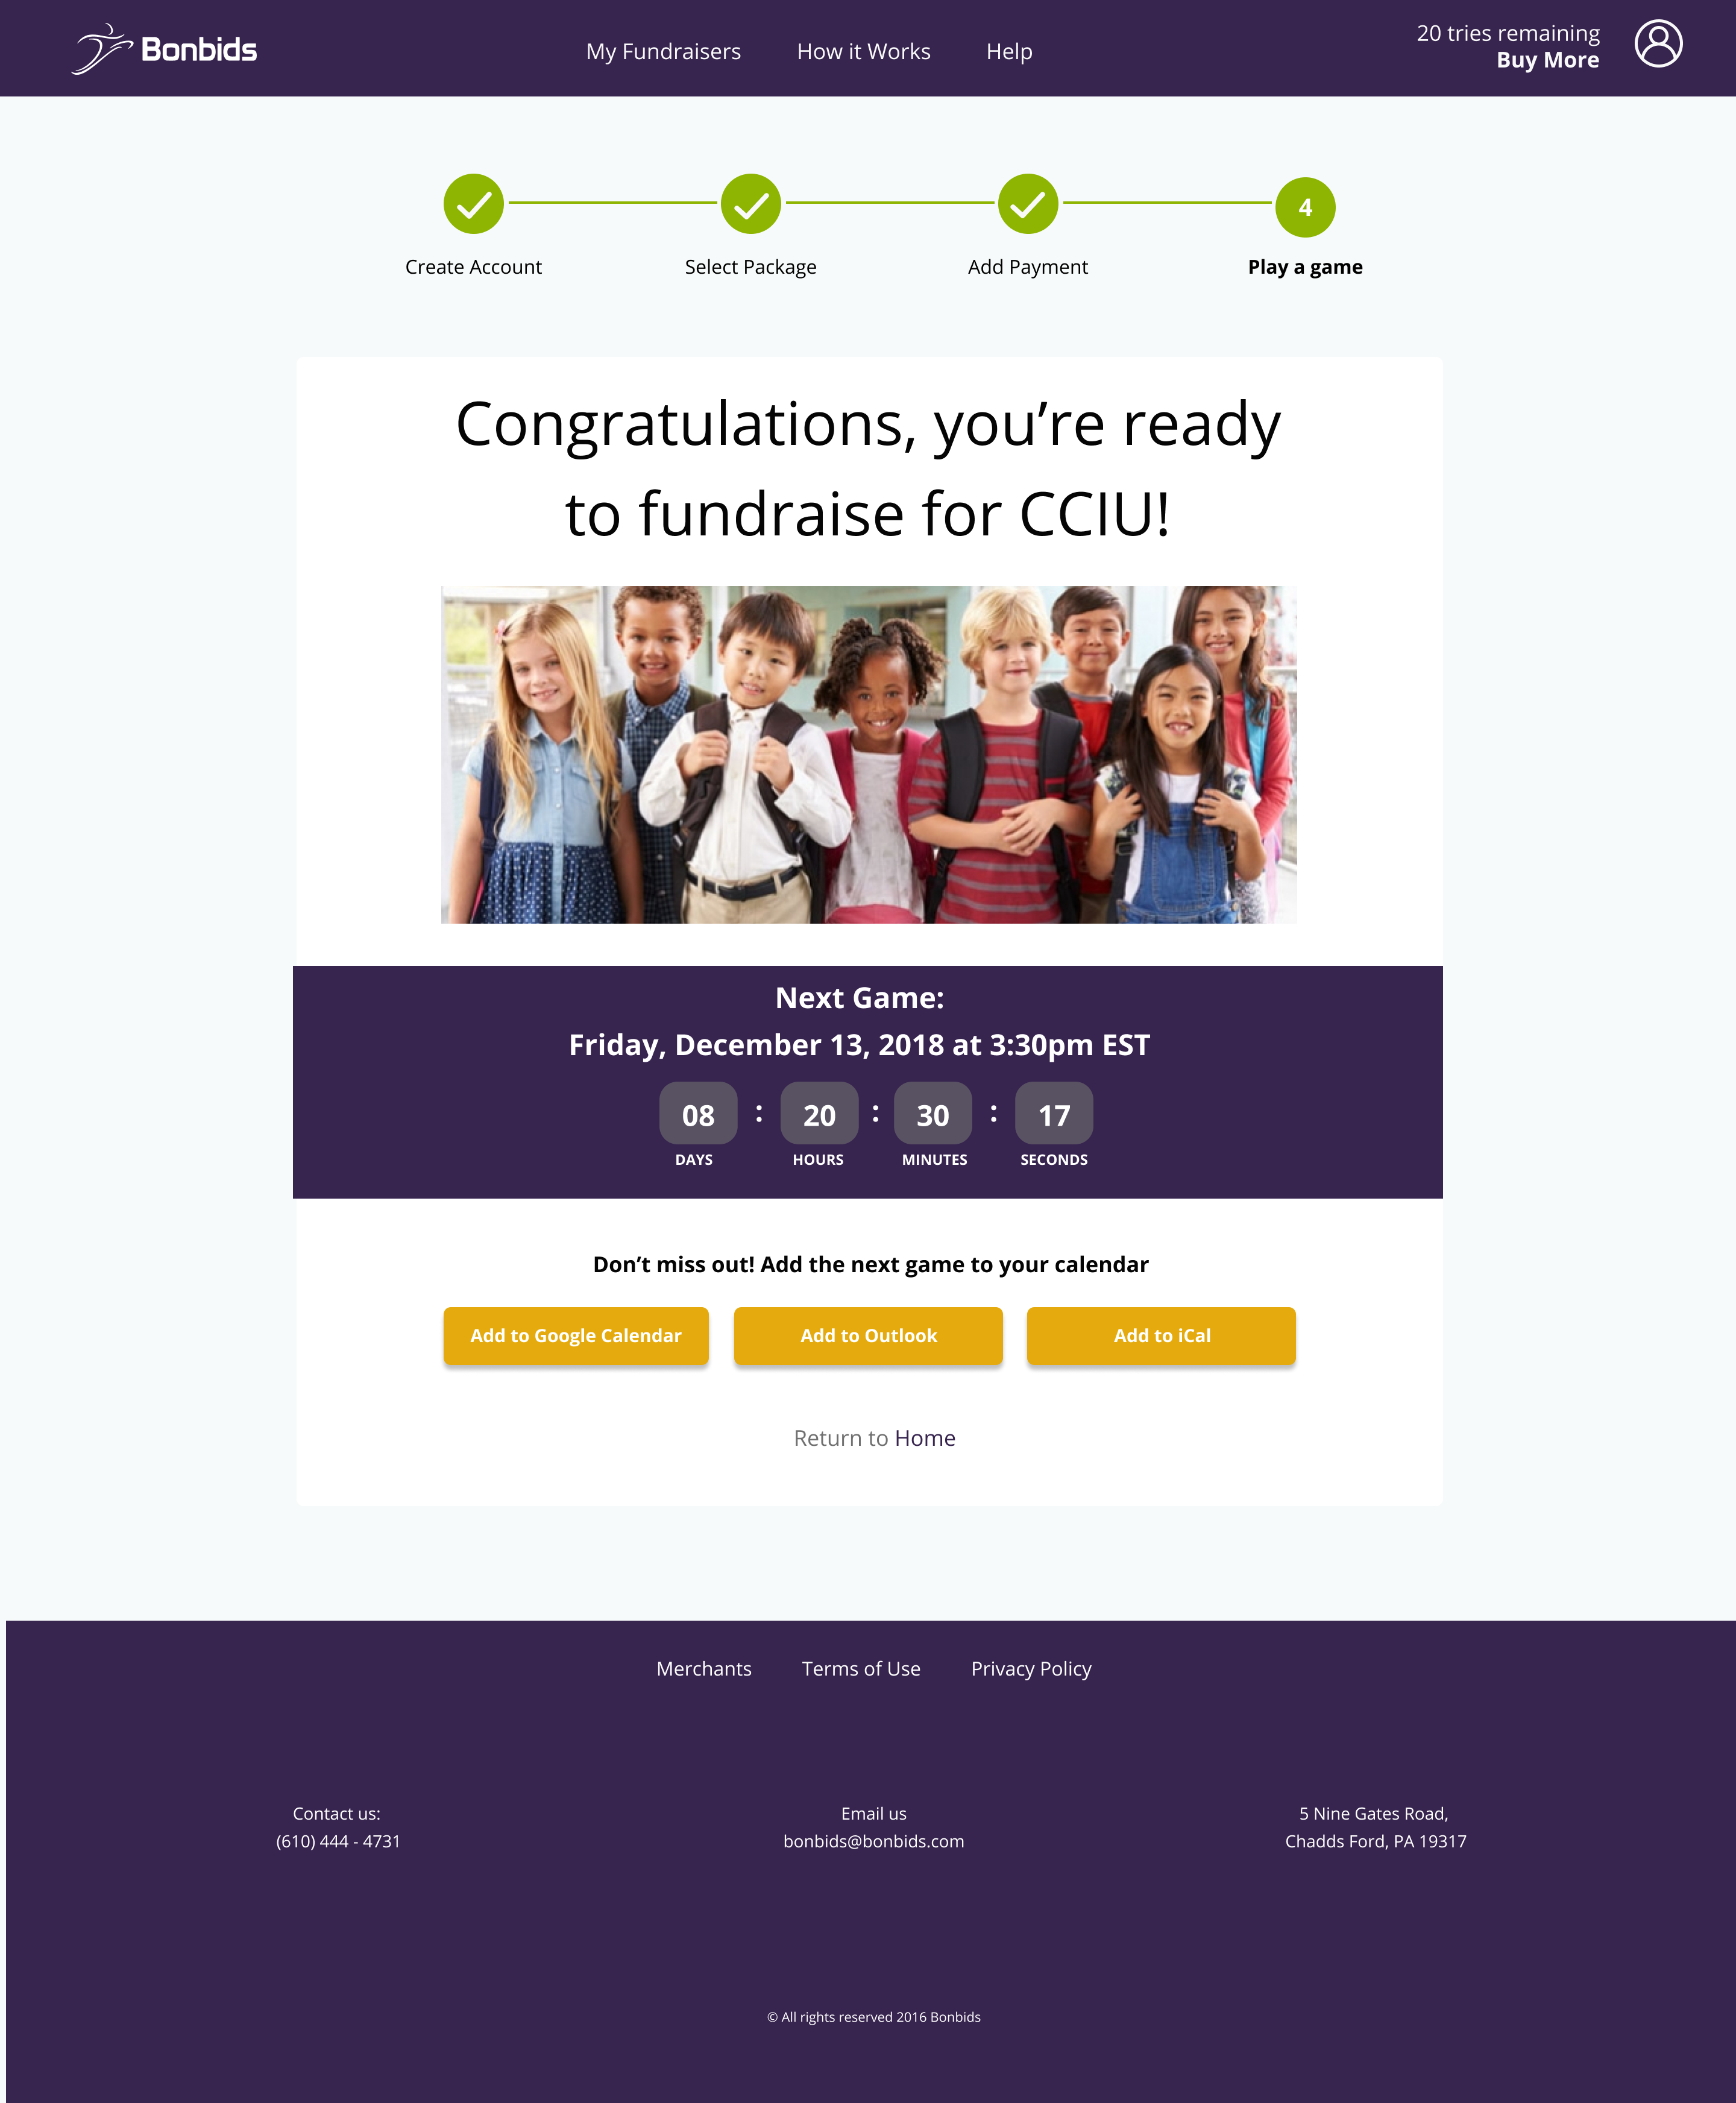 Bonbids
My Fundraisers
How it Works
Help
20 tries remaining
Buy More
4
Create Account
Select Package
Add Payment
Play a game
Congratulations, you’re ready
to fundraise for CCIU!
Next Game:
Friday, December 13, 2018 at 3:30pm EST
08 : 20 : 30 : 17
DAYS HOURS MINUTES SECONDS
Don’t miss out! Add the next game to your calendar
Add to Google Calendar
Add to Outlook
Add to iCal
Return to Home
Merchants
Terms of Use
Privacy Policy
Contact us:
(610) 444 - 4731
Email us
bonbids@bonbids.com
5 Nine Gates Road,
Chadds Ford, PA 19317
© All rights reserved 2016 Bonbids